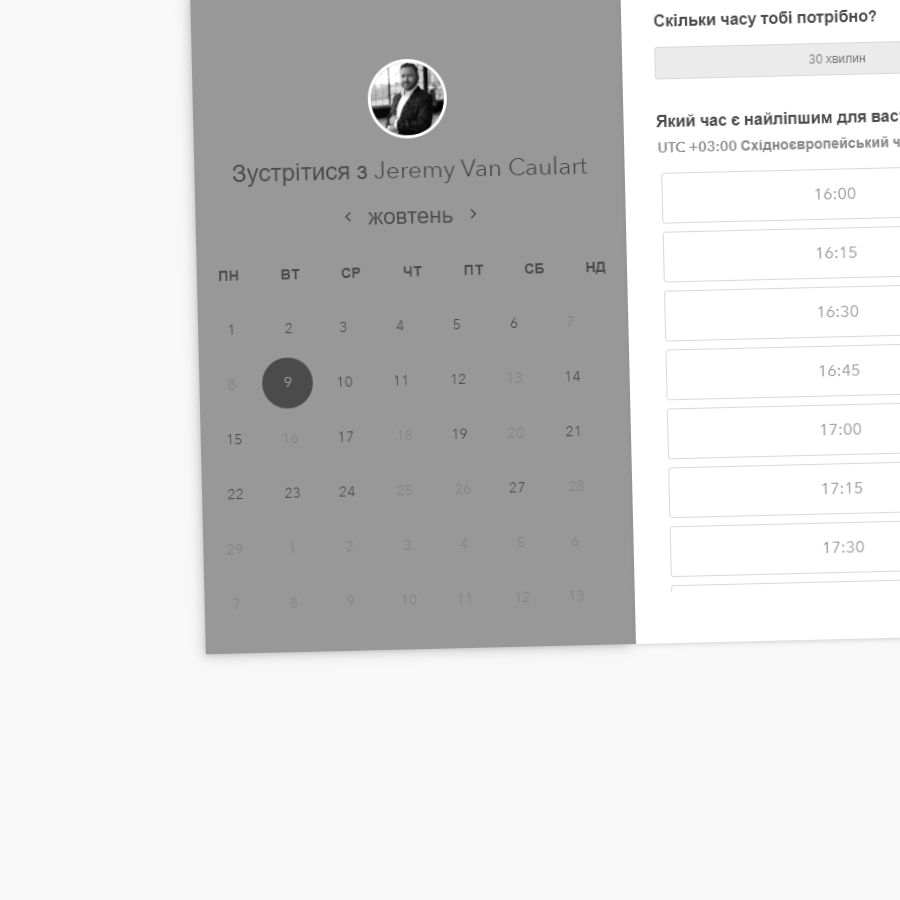 Зустрітися з Jeremy Van Caulart
жовтень
ПН ВТ СР ЧТ ПТ СБ НД
1 2 3 4 5 6 7
8 9 10 11 12 13 14
15 16 17 18 19 20 21
22 23 24 25 26 27 28
29 1 2 3 4 5 6
7 8 9 10 11 12 13
Скільки часу тобі потрібно?
30 хвилин
Який час є найліпшим для
UTC +03:00 Східноєвропейський
16:00
16:15
16:30
16:45
17:00
17:15
17:30